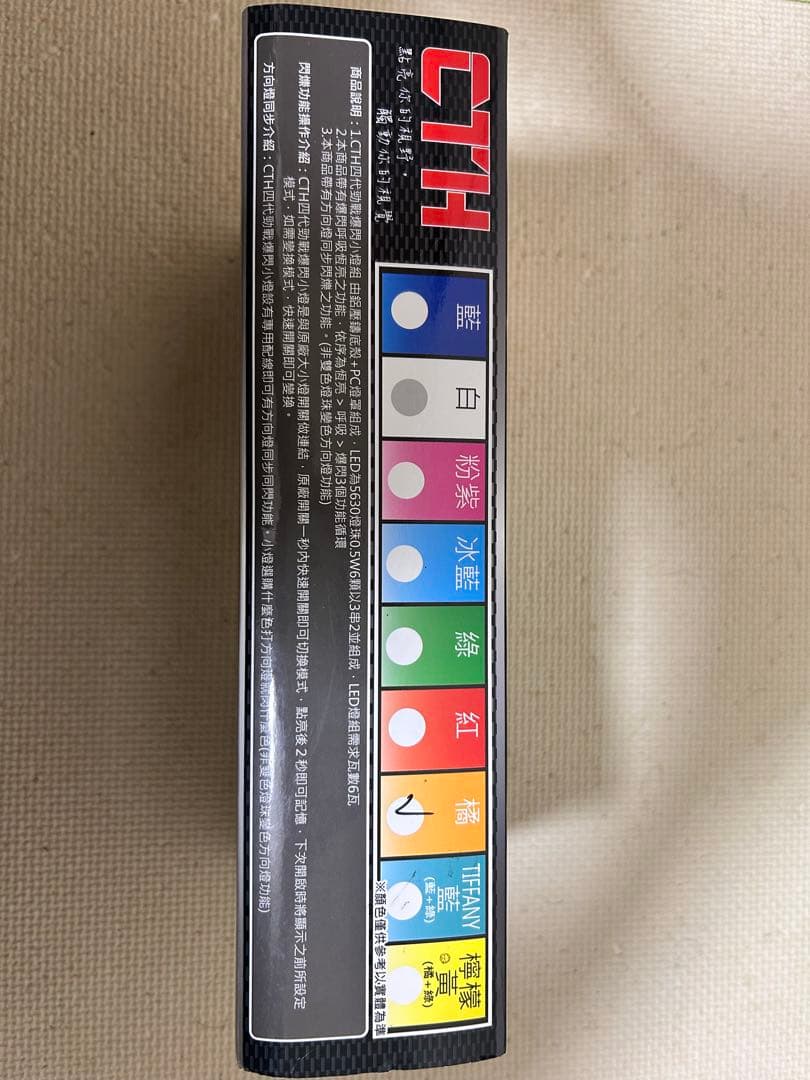 CTH
點亮你的視野,
觸動你的視覺
藍
白
粉紫
冰藍
綠
紅
橘
TIFFANY
藍
(藍+綠)
檸檬
黃
(橘+綠)
※顏色僅供參考以實體為準
商品說明:1.CTH四代勁戰爆閃小燈組 由鋁壓鑄底殼+PC燈罩組成,LED為5630燈珠0.5W6顆以3串2並組成,LED燈組需求瓦數6瓦
2.本商品帶有爆閃呼吸恆亮之功能,依序為恆亮 > 呼吸 > 爆閃3個功能循環
3.本商品帶有方向燈同步閃爍之功能。(非雙色燈珠變色方向燈功能)
閃爍功能操作介紹:CTH四代勁戰爆閃小燈是與原廠大小燈開關做連結,原廠開關一秒內快速開關即可切換模式,點亮後2秒即可記憶,下次開啟時將顯示之前所設定
模式,如需變換模式,快速開關即可變換。
方向燈同步介紹:CTH四代勁戰爆閃小燈設有專用配線即可有方向燈同步同閃功能,小燈選購什麼色打方向燈就閃什麼色(非雙色燈珠變色方向燈功能)